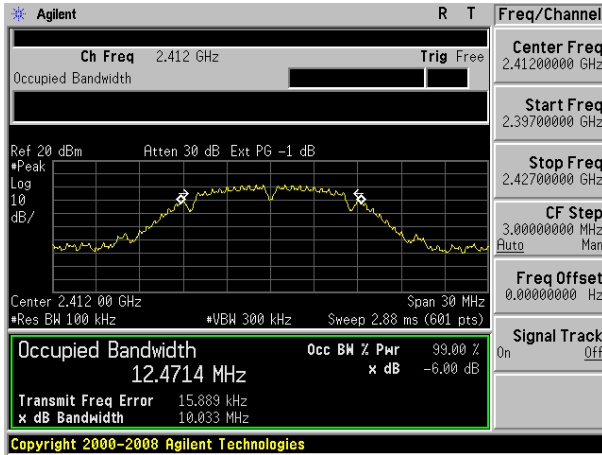 Agilent R T Freq/Channel
Ch Freq 2.412 GHz Trig Free
Occupied Bandwidth
Center Freq
2.41200000 GHz
Start Freq
2.39700000 GHz
Stop Freq
2.42700000 GHz
CF Step
3.00000000 MHz
Auto Man
Freq Offset
0.00000000 Hz
Signal Track
On Off
Ref 20 dBm Atten 30 dB Ext PG -1 dB
#Peak
Log
10
dB/
Center 2.412 00 GHz Span 30 MHz
#Res BW 100 kHz #VBW 300 kHz Sweep 2.88 ms (601 pts)
Occupied Bandwidth Occ BW % Pwr 99.00 %
12.4714 MHz x dB -6.00 dB
Transmit Freq Error 15.889 kHz
x dB Bandwidth 10.033 MHz
Copyright 2000-2008 Agilent Technologies